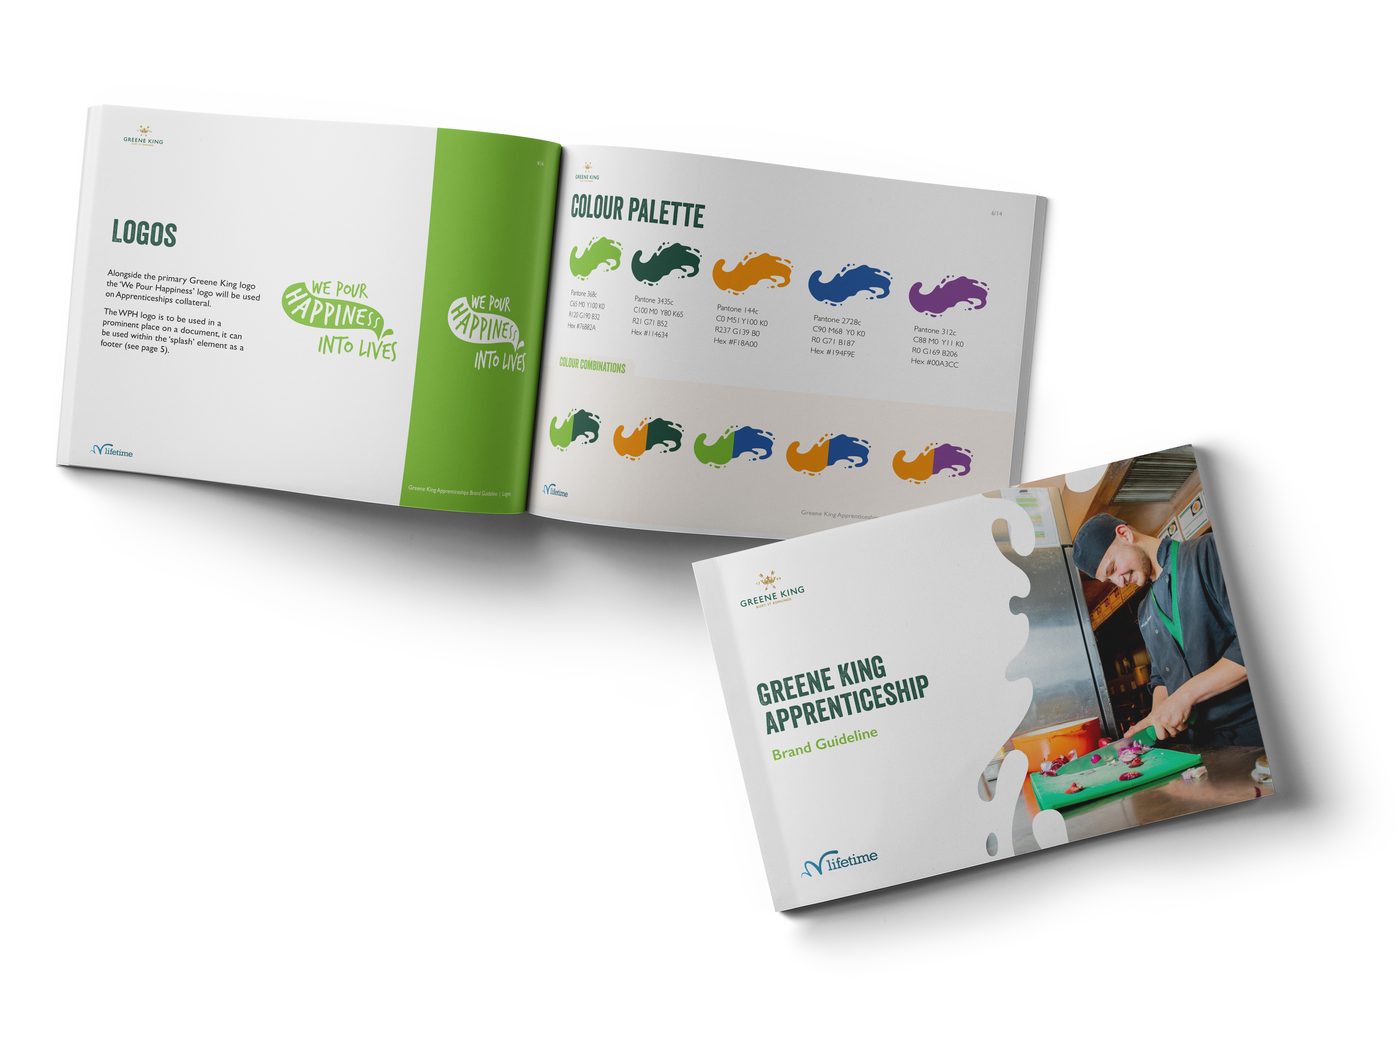 GREENE KING
LOGOS
Alongside the primary Greene King logo
the 'We Pour Happiness' logo will be used
on Apprenticeships collateral.
The WPH logo is to be used in a
prominent place on a document, it can
be used within the 'splash' element as a
footer (see page 5).
WE POUR
HAPPINESS
INTO LIVES
WE POUR
HAPPINESS
INTO LIVES
lifetime
Greene King Apprenticeships Brand Guideline | Logos
GREENE KING
6/14
COLOUR PALETTE
Pantone 368c
C65 M0 Y100 K0
R120 G190 B32
Hex #76BB2A
Pantone 3435c
C100 M0 Y80 K65
R21 G71 B52
Hex #114634
Pantone 144c
C0 M51 Y100 K0
R237 G139 B0
Hex #F18A00
Pantone 2728c
C90 M68 Y0 K0
R0 G71 B187
Hex #194F9E
Pantone 312c
C88 M0 Y11 K0
R0 G169 B206
Hex #00A3CC
COLOUR COMBINATIONS
lifetime
Greene King Apprenticeships
GREENE KING
GREENE KING
APPRENTICESHIP
Brand Guideline
lifetime